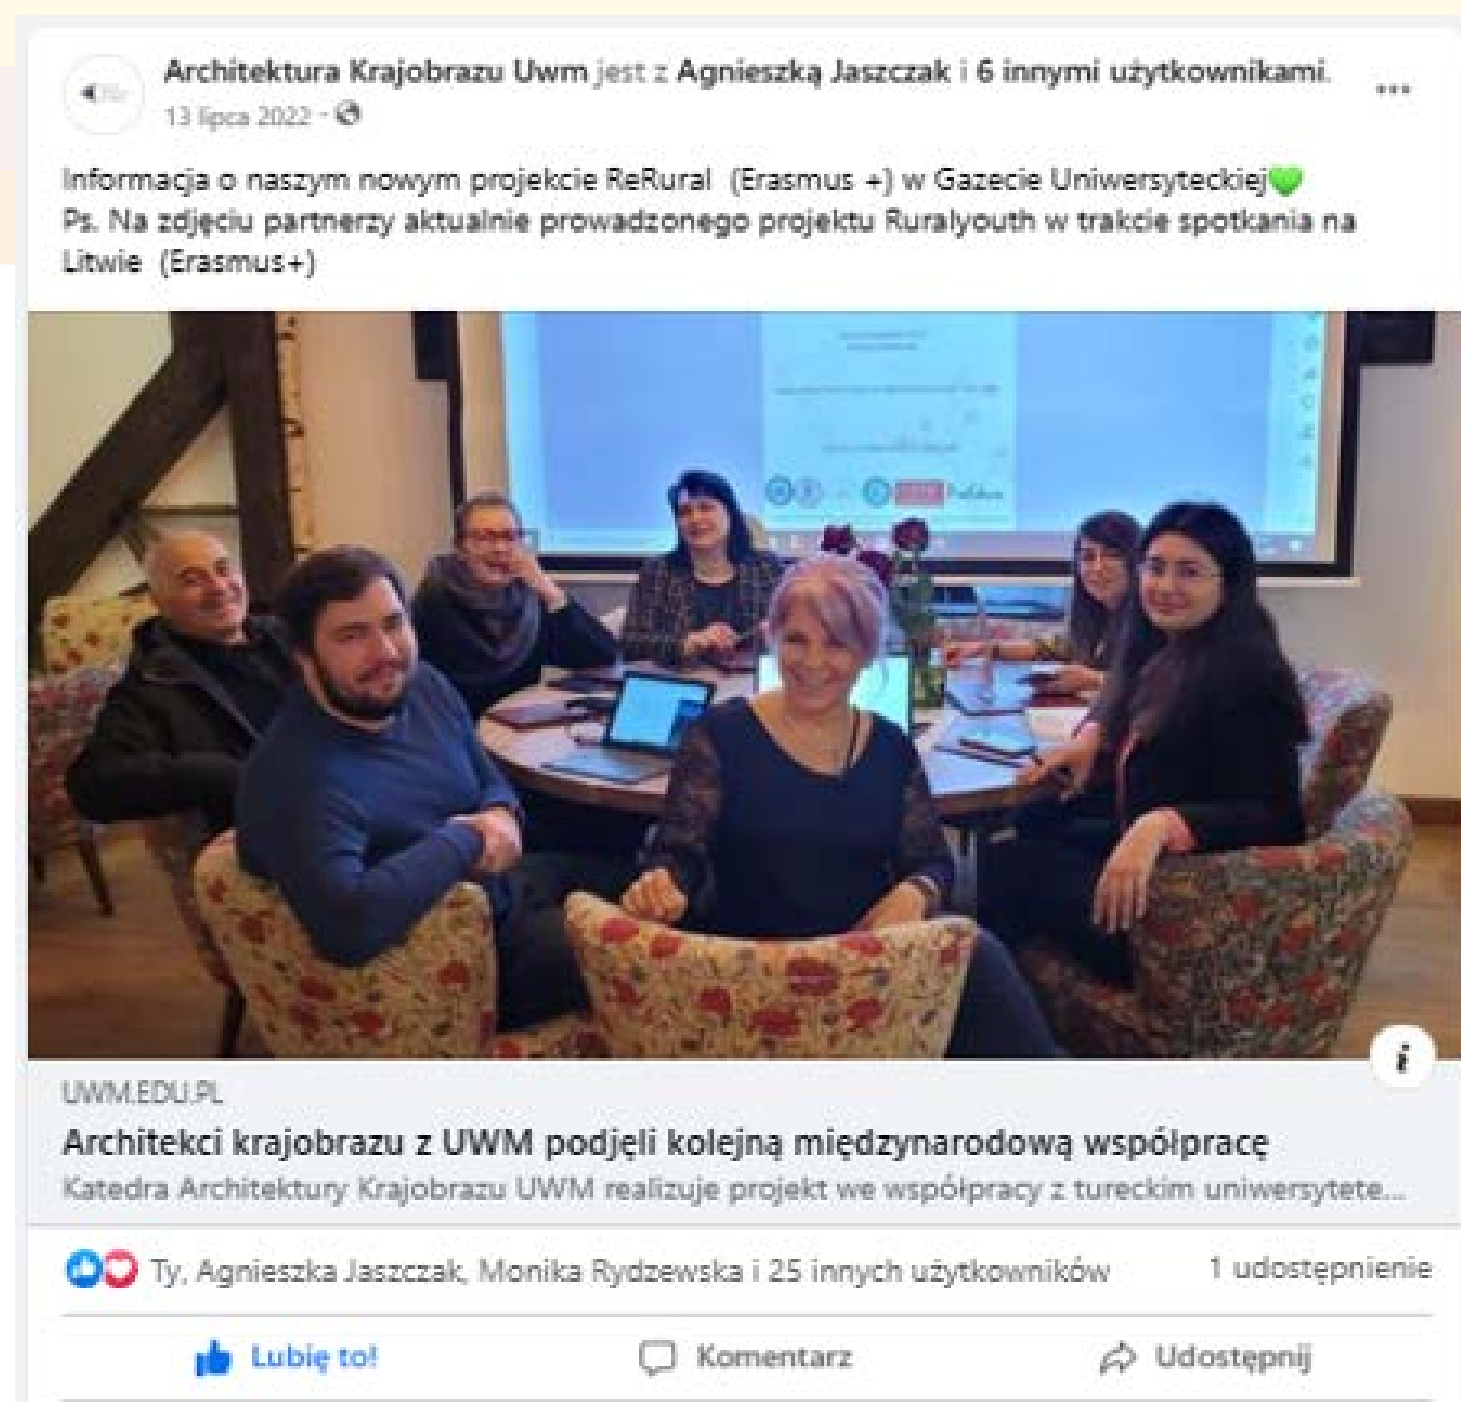 Architektura Krajobrazu Uwm jest z Agnieszką Jaszczak i 6 innymi użytkownikami.
13 lipca 2022 ·
Informacja o naszym nowym projekcie ReRural (Erasmus +) w Gazecie Uniwersyteckiej💚
Ps. Na zdjęciu partnerzy aktualnie prowadzonego projektu Ruralyouth w trakcie spotkania na
Litwie (Erasmus+)
Polska
UWM.EDU.PL
Architekci krajobrazu z UWM podjęli kolejną międzynarodową współpracę
Katedra Architektury Krajobrazu UWM realizuje projekt we współpracy z tureckim uniwersytete...
Ty, Agnieszka Jaszczak, Monika Rydzewska i 25 innych użytkowników
1 udostępnienie
Lubię to!
Komentarz
Udostępnij